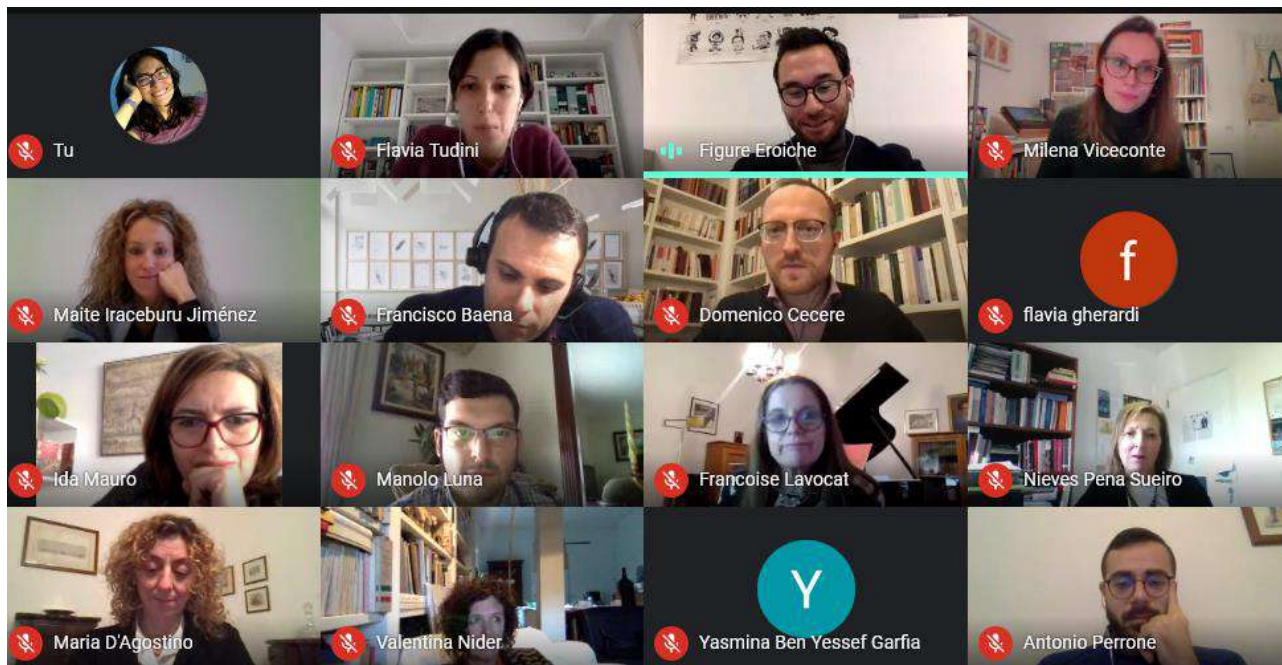 Tu
Flavia Tudini
Figure Eroiche
Milena Viceconte
Maite Iraceburu Jiménez
Francisco Baena
Domenico Cecere
f
flavia gherardi
Ida Mauro
Manolo Luna
Francoise Lavocat
Nieves Pena Sueiro
Maria D'Agostino
Valentina Nider
Y
Yasmina Ben Yessef Garfia
Antonio Perrone